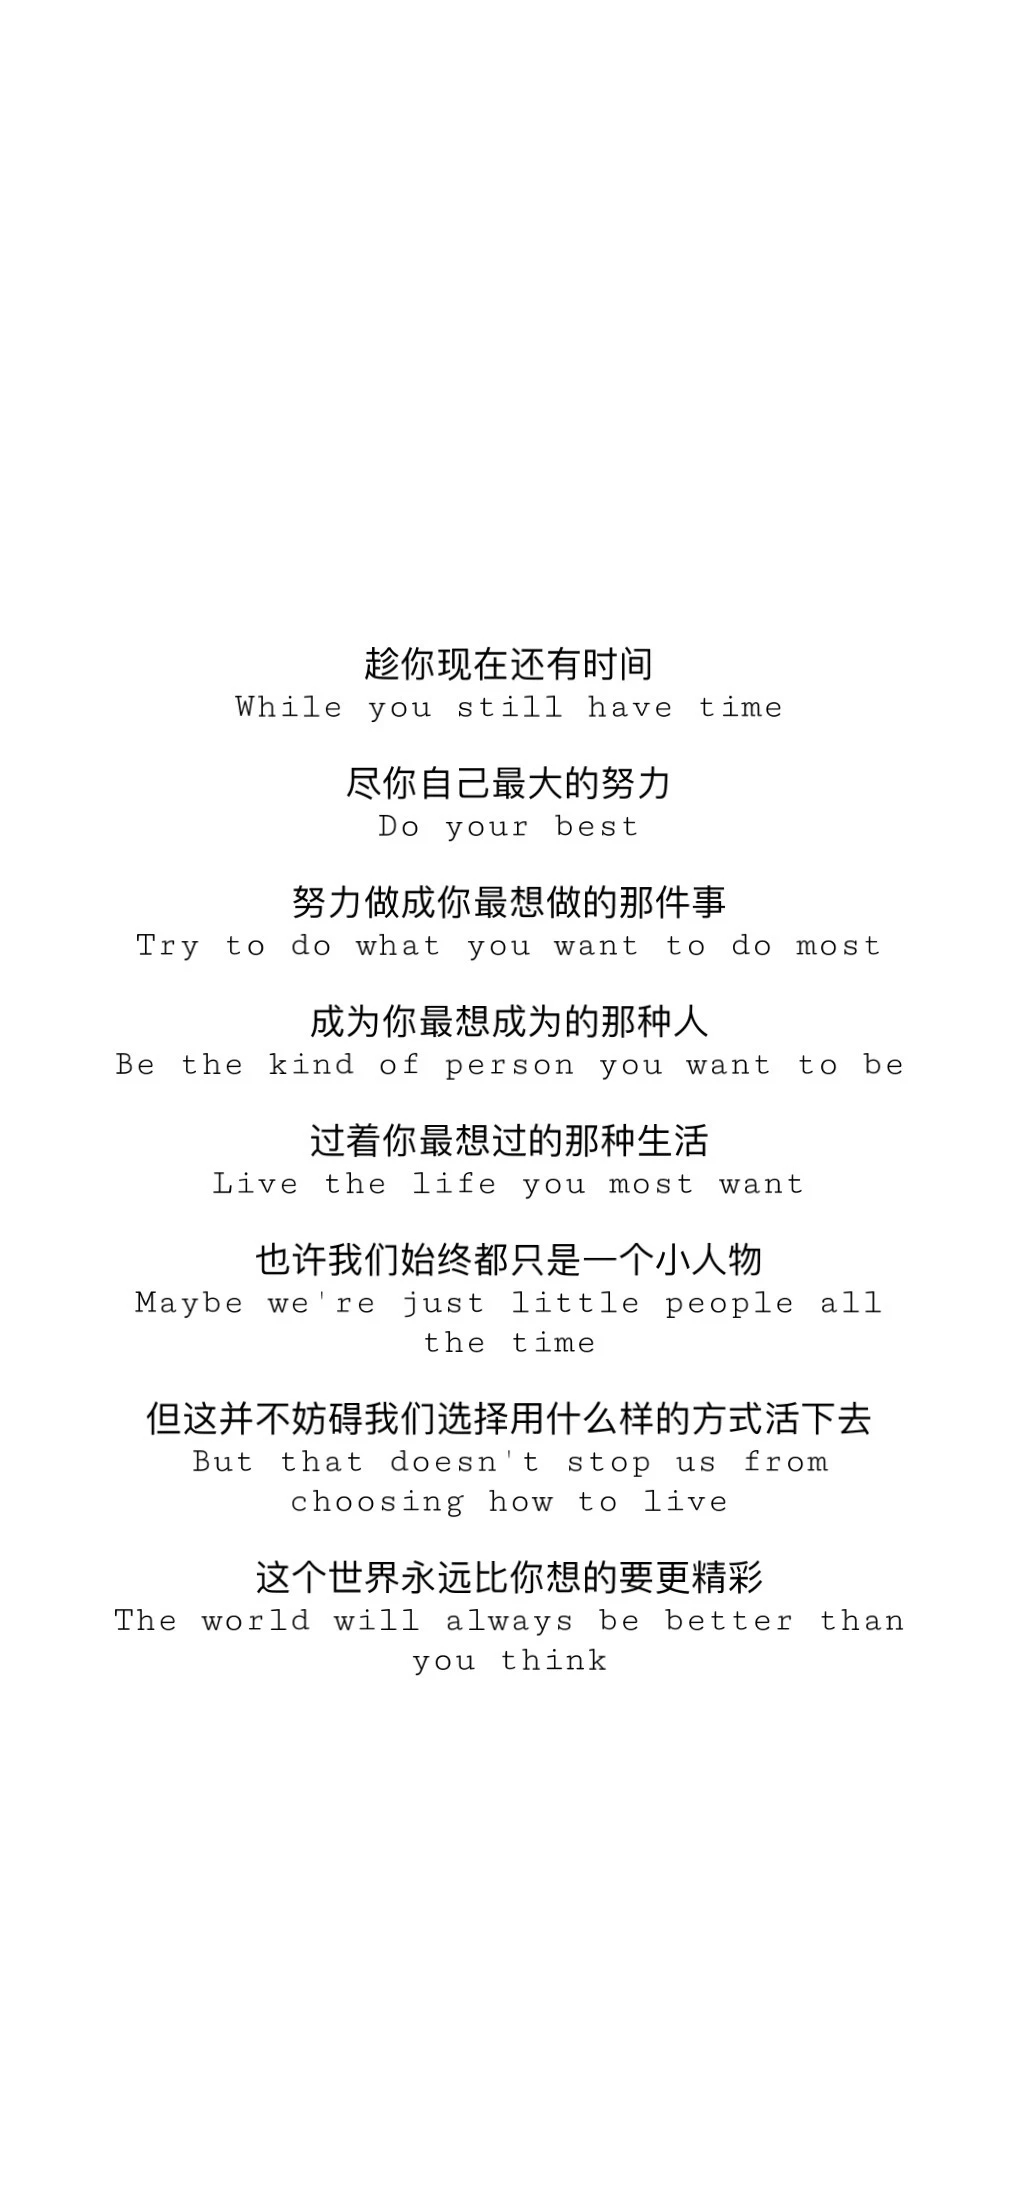 趁你现在还有时间
While you still have time
尽你自己最大的努力
Do your best
努力做成你最想做的那件事
Try to do what you want to do most
成为你最想成为的那种人
Be the kind of person you want to be
过着你最想过的那种生活
Live the life you most want
也许我们始终都只是一个小人物
Maybe we're just little people all
the time
但这并不妨碍我们选择用什么样的方式活下去
But that doesn't stop us from
choosing how to live
这个世界永远比你想的要更精彩
The world will always be better than
you think